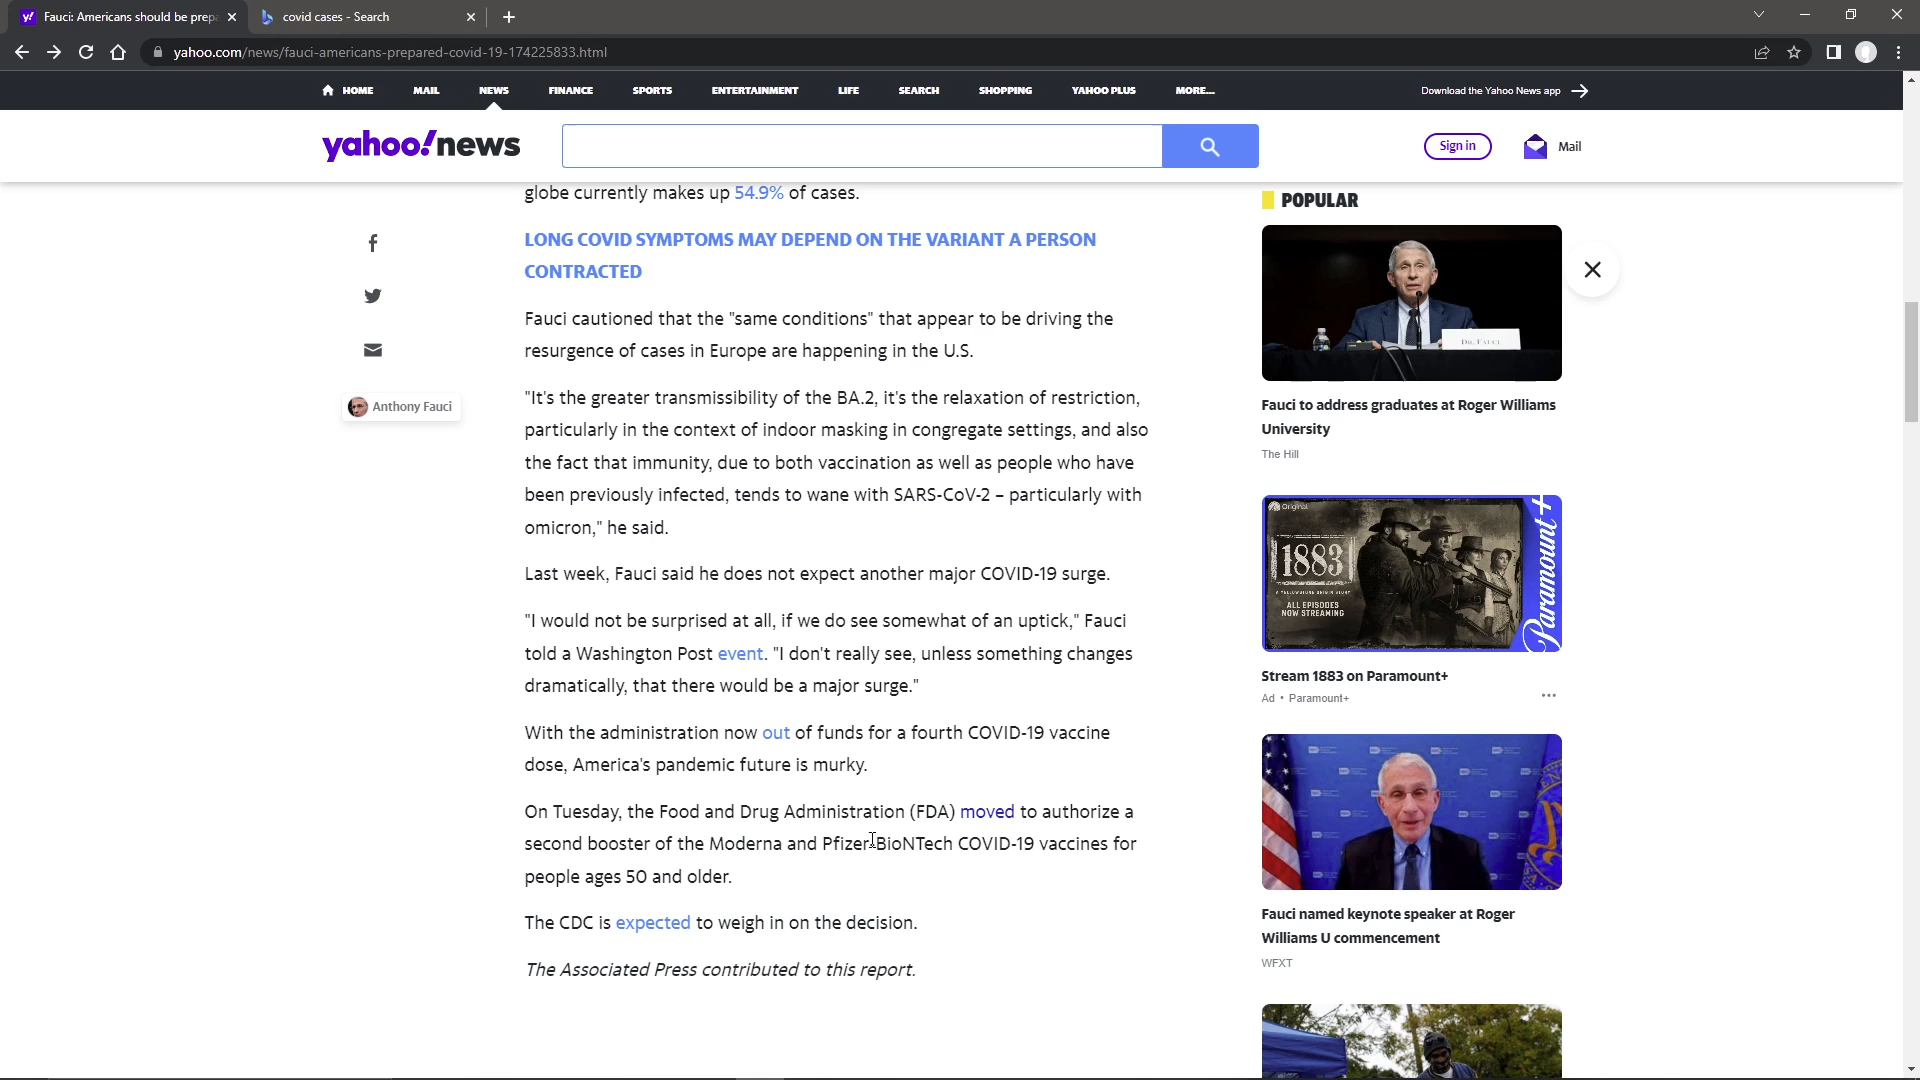 Fauci: Americans should be prep
covid cases - Search
yahoo.com/news/fauci-americans-prepared-covid-19-174225833.html
HOME MAIL NEWS FINANCE SPORTS ENTERTAINMENT LIFE SEARCH SHOPPING YAHOO PLUS MORE...
Download the Yahoo News app
yahoo!news
Sign in
Mail
globe currently makes up 54.9% of cases.
LONG COVID SYMPTOMS MAY DEPEND ON THE VARIANT A PERSON
CONTRACTED
Fauci cautioned that the "same conditions" that appear to be driving the
resurgence of cases in Europe are happening in the U.S.
Anthony Fauci
"It's the greater transmissibility of the BA.2, it's the relaxation of restriction,
particularly in the context of indoor masking in congregate settings, and also
the fact that immunity, due to both vaccination as well as people who have
been previously infected, tends to wane with SARS-CoV-2 – particularly with
omicron," he said.
Last week, Fauci said he does not expect another major COVID-19 surge.
"I would not be surprised at all, if we do see somewhat of an uptick," Fauci
told a Washington Post event. "I don't really see, unless something changes
dramatically, that there would be a major surge."
With the administration now out of funds for a fourth COVID-19 vaccine
dose, America's pandemic future is murky.
On Tuesday, the Food and Drug Administration (FDA) moved to authorize a
second booster of the Moderna and Pfizer-BioNTech COVID-19 vaccines for
people ages 50 and older.
The CDC is expected to weigh in on the decision.
The Associated Press contributed to this report.
POPULAR
DR. FAUCI
Fauci to address graduates at Roger Williams
University
The Hill
Original
1883
A YELLOWSTONE ORIGIN STORY
ALL EPISODES
NOW STREAMING
Paramount+
Stream 1883 on Paramount+
Ad • Paramount+
Fauci named keynote speaker at Roger
Williams U commencement
WFXT